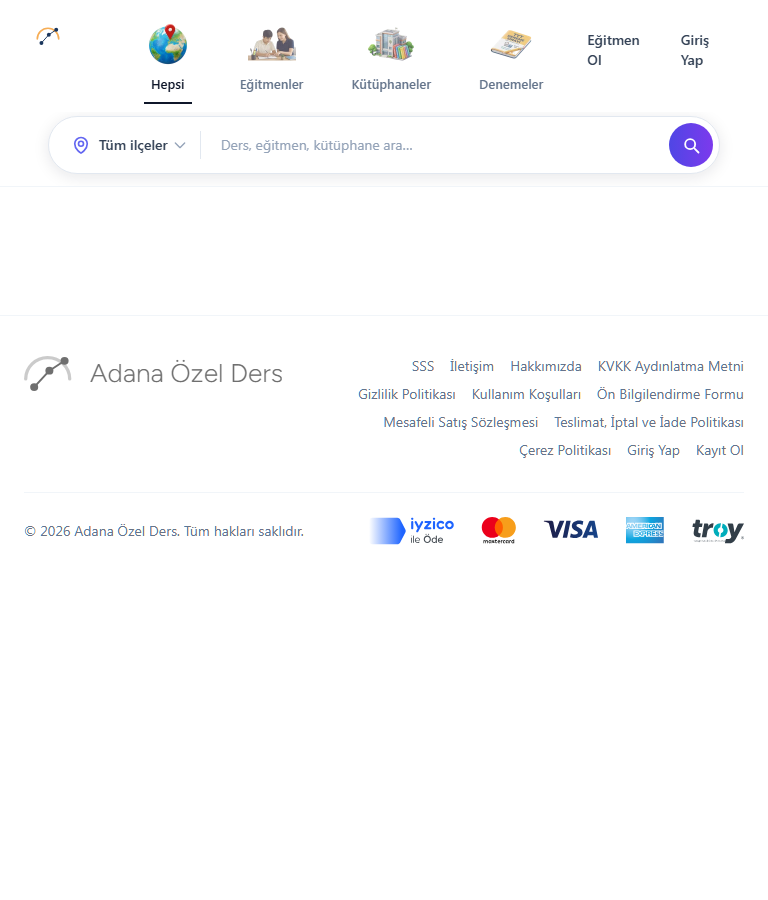 Hepsi
Eğitmenler
Kütüphaneler
Denemeler
Eğitmen
Ol
Giriş
Yap
Tüm ilçeler
Ders, eğitmen, kütüphane ara...
Adana Özel Ders
SSS İletişim Hakkımızda KVKK Aydınlatma Metni
Gizlilik Politikası Kullanım Koşulları Ön Bilgilendirme Formu
Mesafeli Satış Sözleşmesi Teslimat, İptal ve İade Politikası
Çerez Politikası Giriş Yap Kayıt Ol
© 2026 Adana Özel Ders. Tüm hakları saklıdır.
iyzico
ile Öde
mastercard
VISA
AMERICAN
EXPRESS
troy